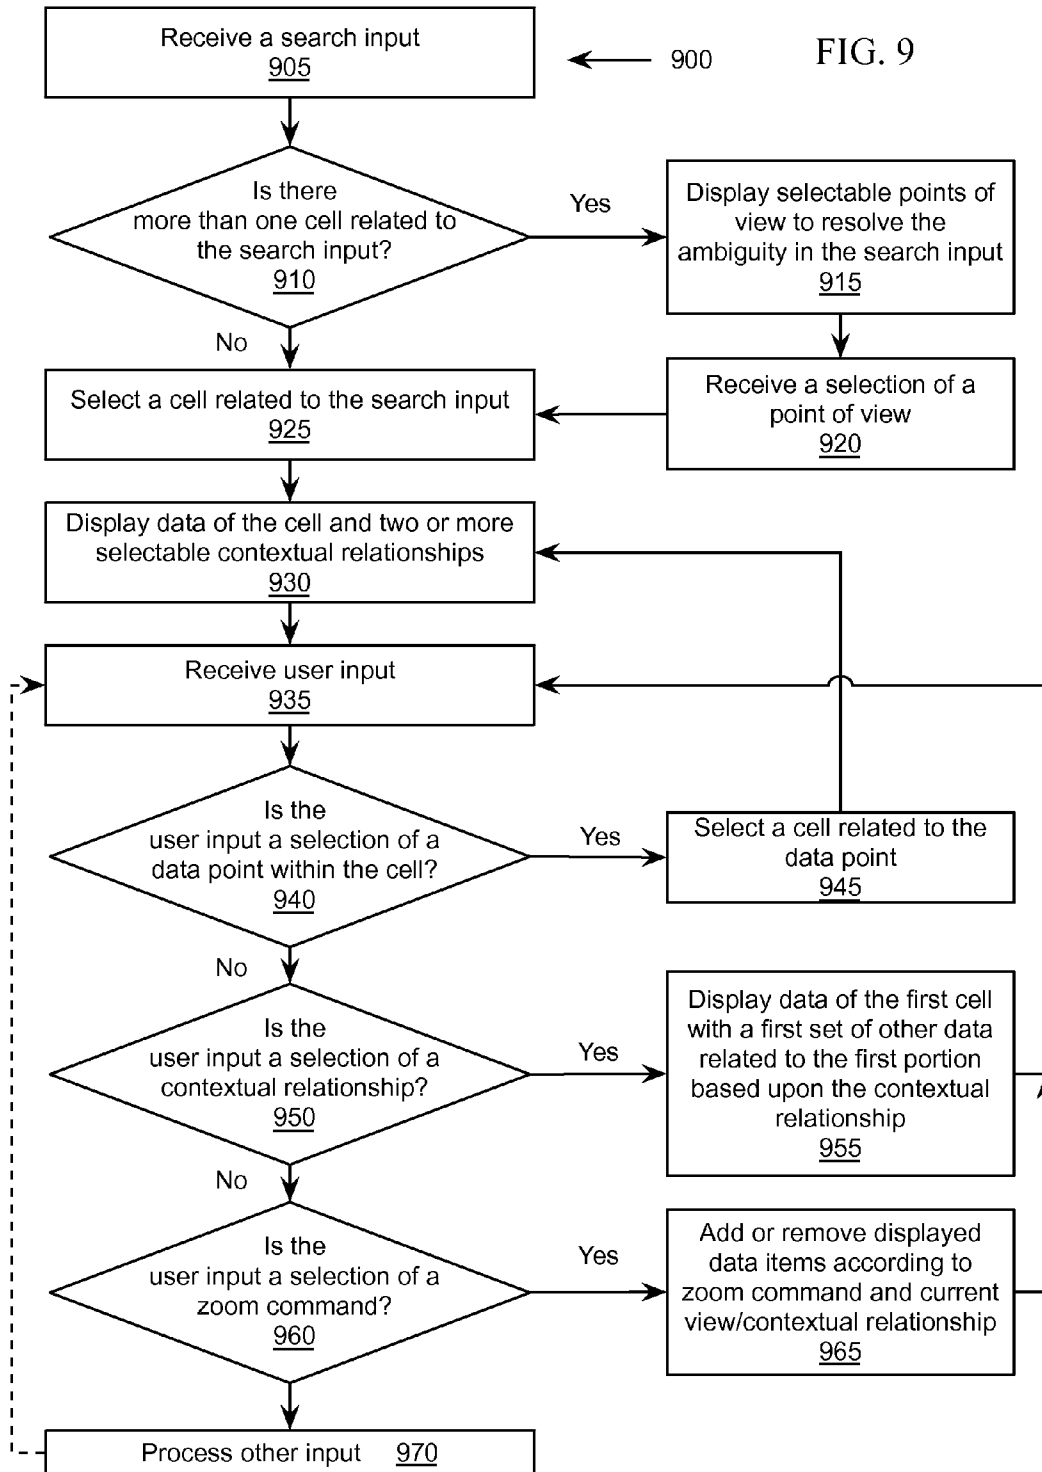 Receive a search input
905
900
FIG. 9
Is there
more than one cell related to
the search input?
910
Yes
Display selectable points of
view to resolve the
ambiguity in the search input
915
No
Receive a selection of a
point of view
920
Select a cell related to the search input
925
Display data of the cell and two or more
selectable contextual relationships
930
Receive user input
935
Is the
user input a selection of a
data point within the cell?
940
Yes
Select a cell related to the
data point
945
No
Is the
user input a selection of a
contextual relationship?
950
Yes
Display data of the first cell
with a first set of other data
related to the first portion
based upon the contextual
relationship
955
No
Is the
user input a selection of a
zoom command?
960
Yes
Add or remove displayed
data items according to
zoom command and current
view/contextual relationship
965
Process other input 970